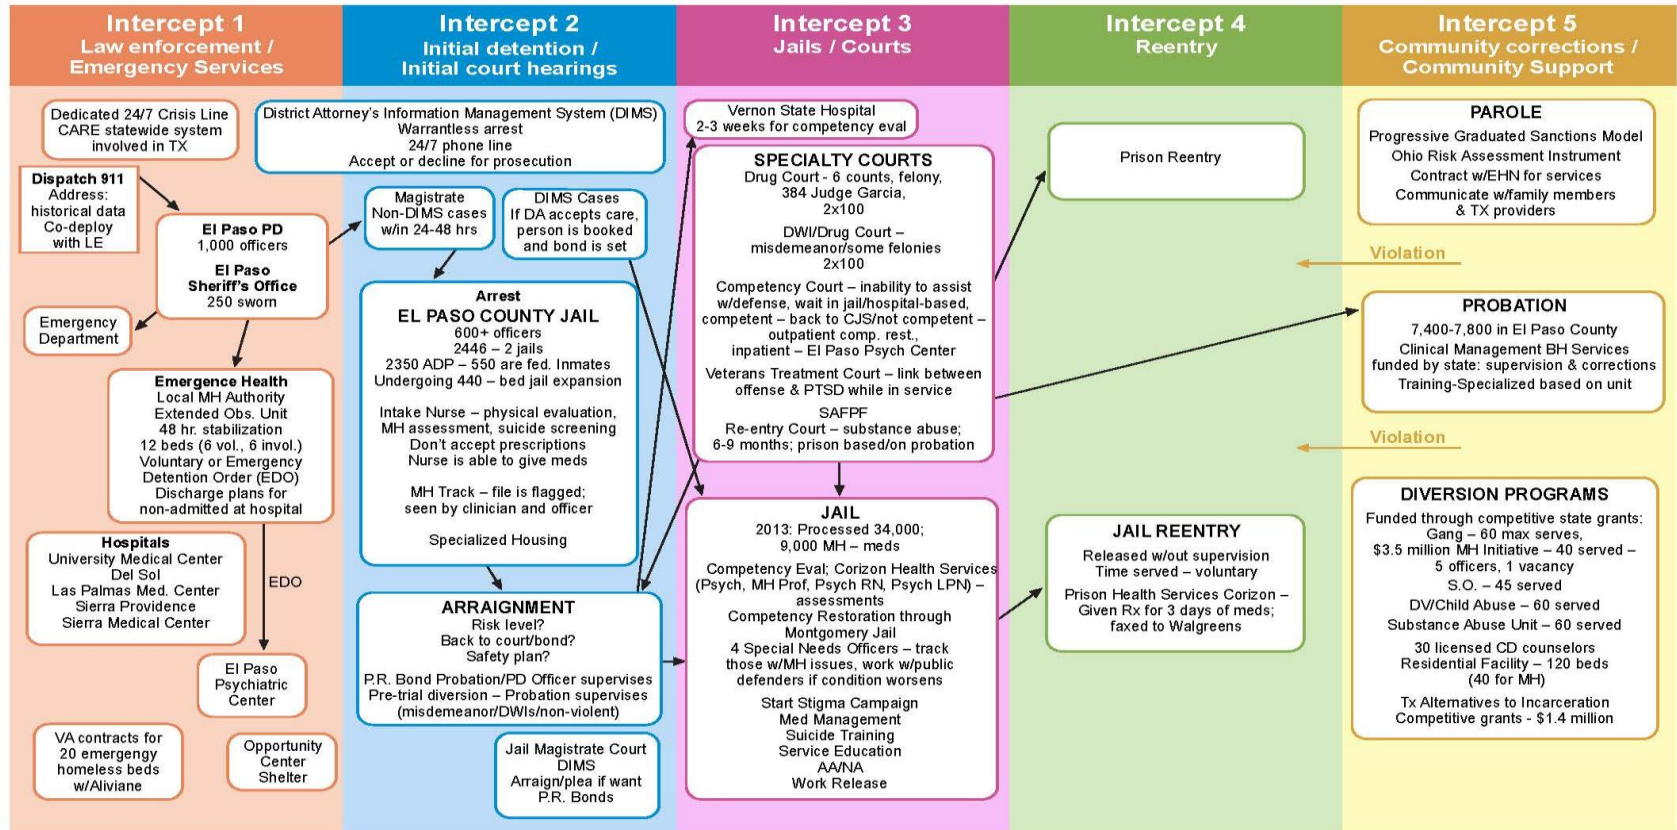 Intercept 1
Law enforcement /
Emergency Services
Dedicated 24/7 Crisis Line
CARE statewide system
involved in TX
Dispatch 911
Address:
historical data
Co-deploy
with LE
El Paso PD
1,000 officers
El Paso
Sheriff's Office
250 sworn
Emergency
Department
Emergence Health
Local MH Authority
Extended Obs. Unit
48 hr. stabilization
12 beds (6 vol., 6 invol.)
Voluntary or Emergency
Detention Order (EDO)
Discharge plans for
non-admitted at hospital
Hospitals
University Medical Center
Del Sol
Las Palmas Med. Center
Sierra Providence
Sierra Medical Center
EDO
El Paso
Psychiatric
Center
VA contracts for
20 emergengy
homeless beds
w/Aliviane
Opportunity
Center
Shelter
Intercept 2
Initial detention /
Initial court hearings
District Attorney's Information Management System (DIMS)
Warrantless arrest
24/7 phone line
Accept or decline for prosecution
Magistrate
Non-DIMS cases
w/in 24-48 hrs
DIMS Cases
If DA accepts care,
person is booked
and bond is set
Arrest
EL PASO COUNTY JAIL
600+ officers
2446 – 2 jails
2350 ADP – 550 are fed. Inmates
Undergoing 440 – bed jail expansion
Intake Nurse – physical evaluation,
MH assessment, suicide screening
Don't accept prescriptions
Nurse is able to give meds
MH Track – file is flagged;
seen by clinician and officer
Specialized Housing
ARRAIGNMENT
Risk level?
Back to court/bond?
Safety plan?
P.R. Bond Probation/PD Officer supervises
Pre-trial diversion – Probation supervises
(misdemeanor/DWIs/non-violent)
Jail Magistrate Court
DIMS
Arraign/plea if want
P.R. Bonds
Intercept 3
Jails / Courts
Vernon State Hospital
2-3 weeks for competency eval
SPECIALTY COURTS
Drug Court - 6 counts, felony,
384 Judge Garcia,
2x100
DWI/Drug Court –
misdemeanor/some felonies
2x100
Competency Court – inability to assist
w/defense, wait in jail/hospital-based,
competent – back to CJS/not competent –
outpatient comp. rest.,
inpatient – El Paso Psych Center
Veterans Treatment Court – link between
offense & PTSD while in service
SAFPF
Re-entry Court – substance abuse;
6-9 months; prison based/on probation
JAIL
2013: Processed 34,000;
9,000 MH – meds
Competency Eval; Corizon Health Services
(Psych, MH Prof, Psych RN, Psych LPN) –
assessments
Competency Restoration through
Montgomery Jail
4 Special Needs Officers – track
those w/MH issues, work w/public
defenders if condition worsens
Start Stigma Campaign
Med Management
Suicide Training
Service Education
AA/NA
Work Release
Intercept 4
Reentry
Prison Reentry
JAIL REENTRY
Released w/out supervision
Time served – voluntary
Prison Health Services Corizon –
Given Rx for 3 days of meds;
faxed to Walgreens
Intercept 5
Community corrections /
Community Support
PAROLE
Progressive Graduated Sanctions Model
Ohio Risk Assessment Instrument
Contract w/EHN for services
Communicate w/family members
& TX providers
Violation
PROBATION
7,400-7,800 in El Paso County
Clinical Management BH Services
funded by state: supervision & corrections
Training-Specialized based on unit
Violation
DIVERSION PROGRAMS
Funded through competitive state grants:
Gang – 60 max serves,
$3.5 million MH Initiative – 40 served –
5 officers, 1 vacancy
S.O. – 45 served
DV/Child Abuse – 60 served
Substance Abuse Unit – 60 served
30 licensed CD counselors
Residential Facility – 120 beds
(40 for MH)
Tx Alternatives to Incarceration
Competitive grants - $1.4 million